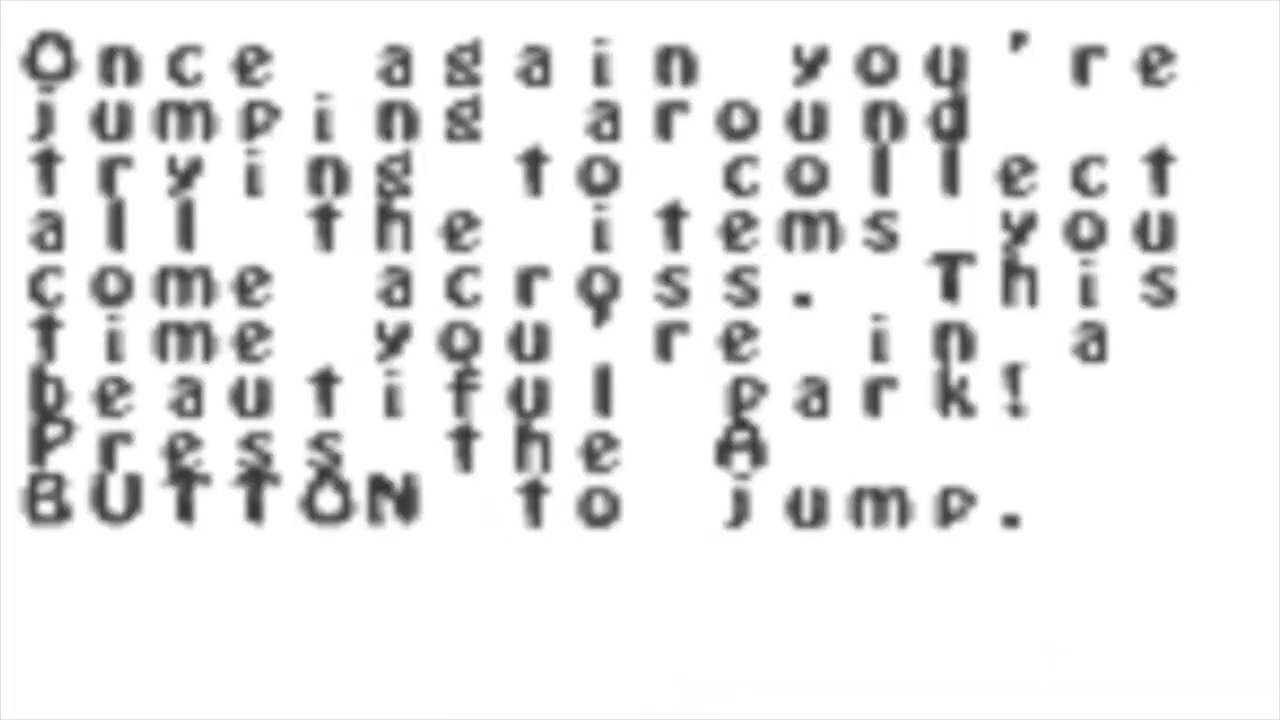 Once again you're
jumping around
trying to collect
all the items you
come across. This
time you're in a
beautiful park!
Press the A
BUTTON to jump.